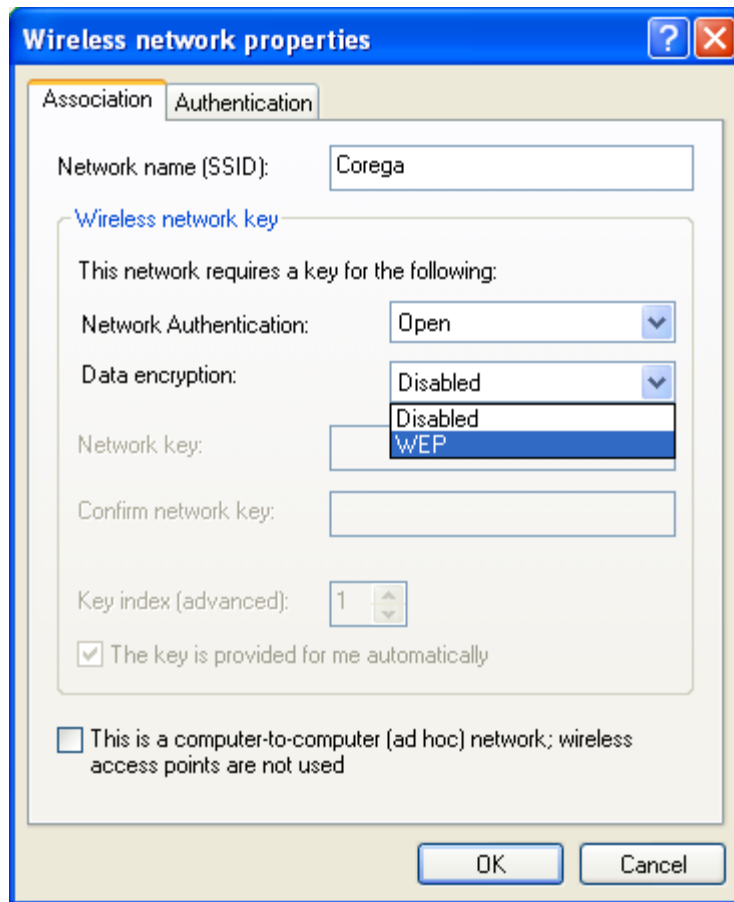 Wireless network properties
Association Authentication
Network name (SSID): Corega
Wireless network key
This network requires a key for the following:
Network Authentication: Open
Data encryption: Disabled
Disabled
WEP
Network key:
Confirm network key:
Key index (advanced): 1
The key is provided for me automatically
This is a computer-to-computer (ad hoc) network; wireless
access points are not used
OK Cancel